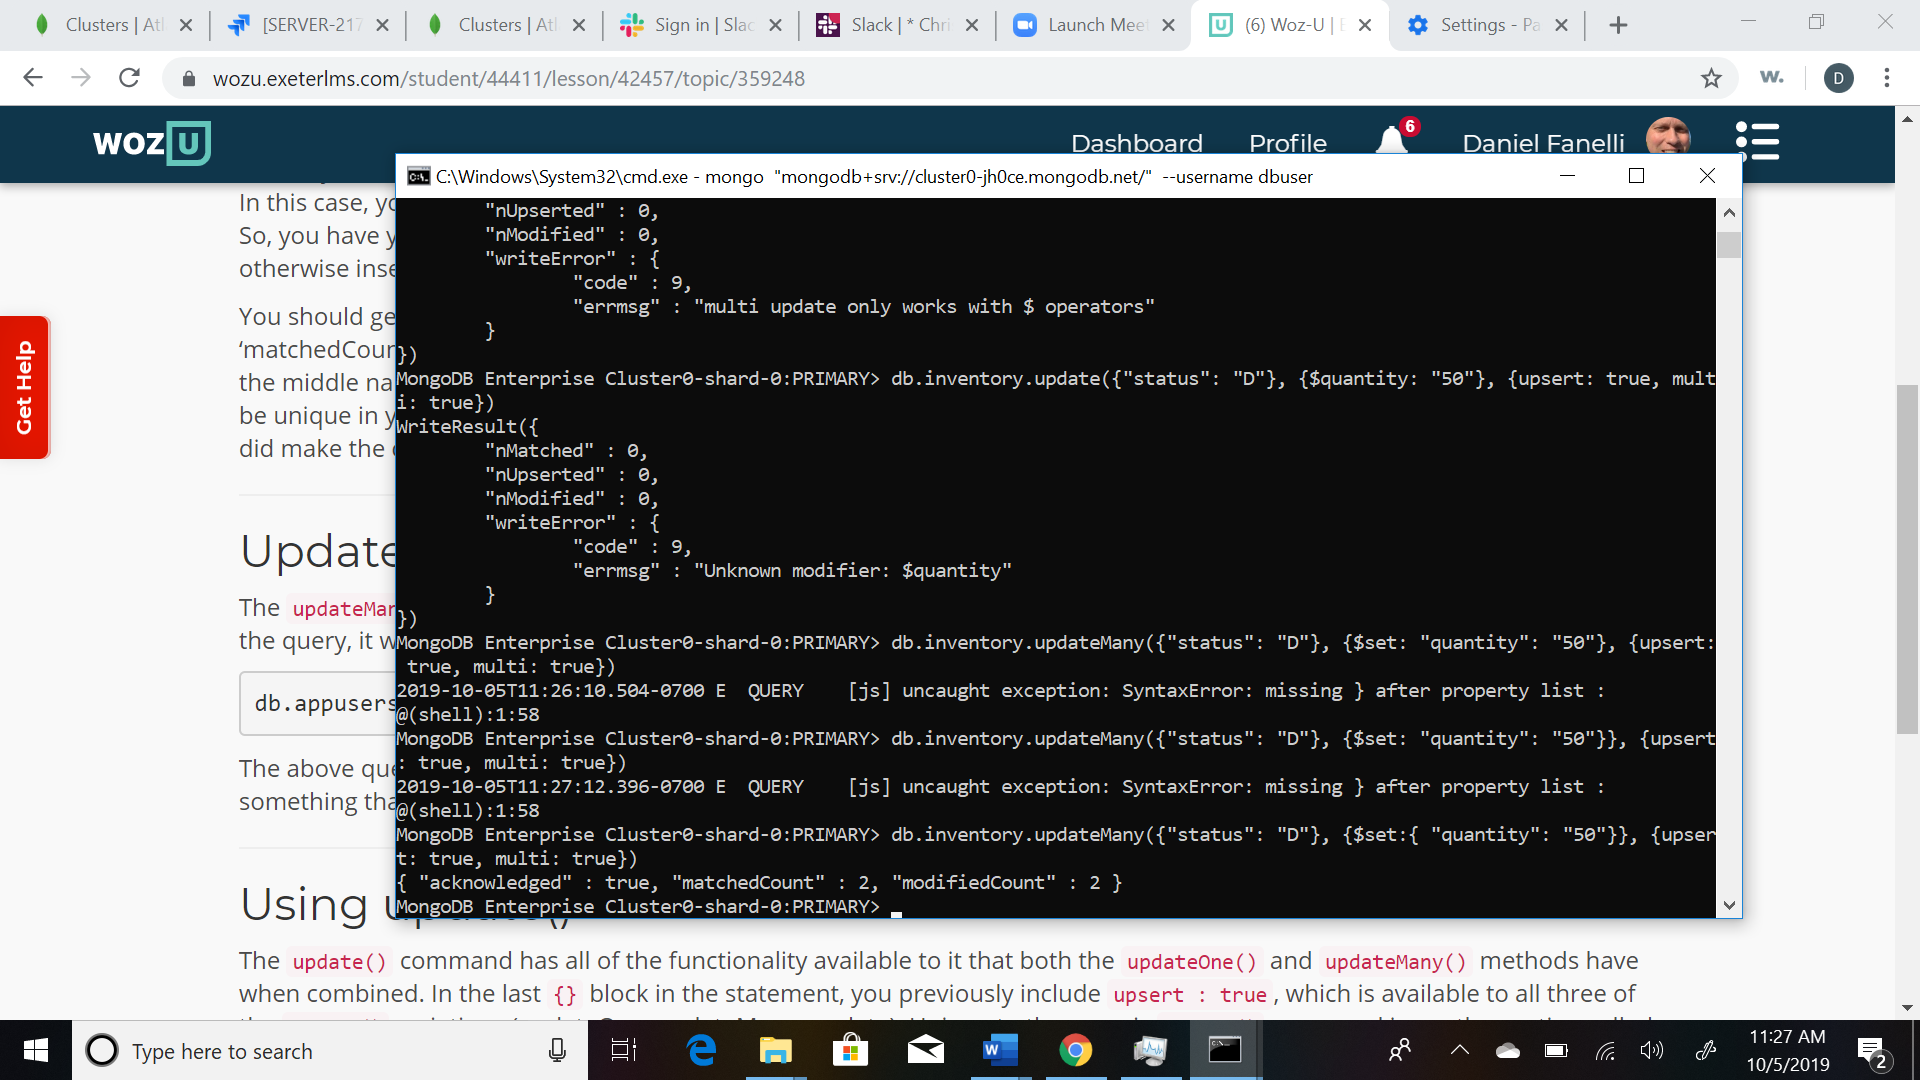 Clusters | Atl
[SERVER-217
Clusters | Atl
Sign in | Slac
Slack | * Chri
Launch Meet
(6) Woz-U | E
Settings - Pa
wozu.exeterlms.com/student/44411/lesson/42457/topic/359248
W.
D
WOZ U
Dashboard
Profile
6
Daniel Fanelli
C:\Windows\System32\cmd.exe - mongo "mongodb+srv://cluster0-jh0ce.mongodb.net/" --username dbuser
In this case, yo
So, you have y
otherwise inse
You should ge
‘matchedCoun
the middle na
be unique in y
did make the
Get Help
Update
The updateMan
the query, it w
db.appusers
The above que
something tha
"nUpserted" : 0,
"nModified" : 0,
"writeError" : {
"code" : 9,
"errmsg" : "multi update only works with $ operators"
}
})
MongoDB Enterprise Cluster0-shard-0:PRIMARY> db.inventory.update({"status": "D"}, {$quantity: "50"}, {upsert: true, mult
i: true})
WriteResult({
"nMatched" : 0,
"nUpserted" : 0,
"nModified" : 0,
"writeError" : {
"code" : 9,
"errmsg" : "Unknown modifier: $quantity"
}
})
MongoDB Enterprise Cluster0-shard-0:PRIMARY> db.inventory.updateMany({"status": "D"}, {$set: "quantity": "50"}, {upsert:
true, multi: true})
2019-10-05T11:26:10.504-0700 E  QUERY    [js] uncaught exception: SyntaxError: missing } after property list :
@(shell):1:58
MongoDB Enterprise Cluster0-shard-0:PRIMARY> db.inventory.updateMany({"status": "D"}, {$set: "quantity": "50"}}, {upsert
: true, multi: true})
2019-10-05T11:27:12.396-0700 E  QUERY    [js] uncaught exception: SyntaxError: missing } after property list :
@(shell):1:58
MongoDB Enterprise Cluster0-shard-0:PRIMARY> db.inventory.updateMany({"status": "D"}, {$set:{ "quantity": "50"}}, {upser
t: true, multi: true})
{ "acknowledged" : true, "matchedCount" : 2, "modifiedCount" : 2 }
MongoDB Enterprise Cluster0-shard-0:PRIMARY>
Using
The update() command has all of the functionality available to it that both the updateOne() and updateMany() methods have
when combined. In the last {} block in the statement, you previously include upsert : true, which is available to all three of
Type here to search
11:27 AM
10/5/2019
2